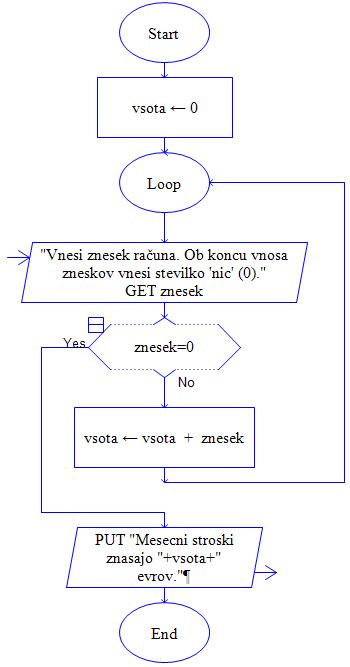 Start
vsota ← 0
Loop
"Vnesi znesek računa. Ob koncu vnosa
zneskov vnesi stevilko 'nic' (0)."
GET znesek
znesek=0
Yes
No
vsota ← vsota + znesek
PUT "Mesecni stroski
znasajo "+vsota+"
evrov."¶
End